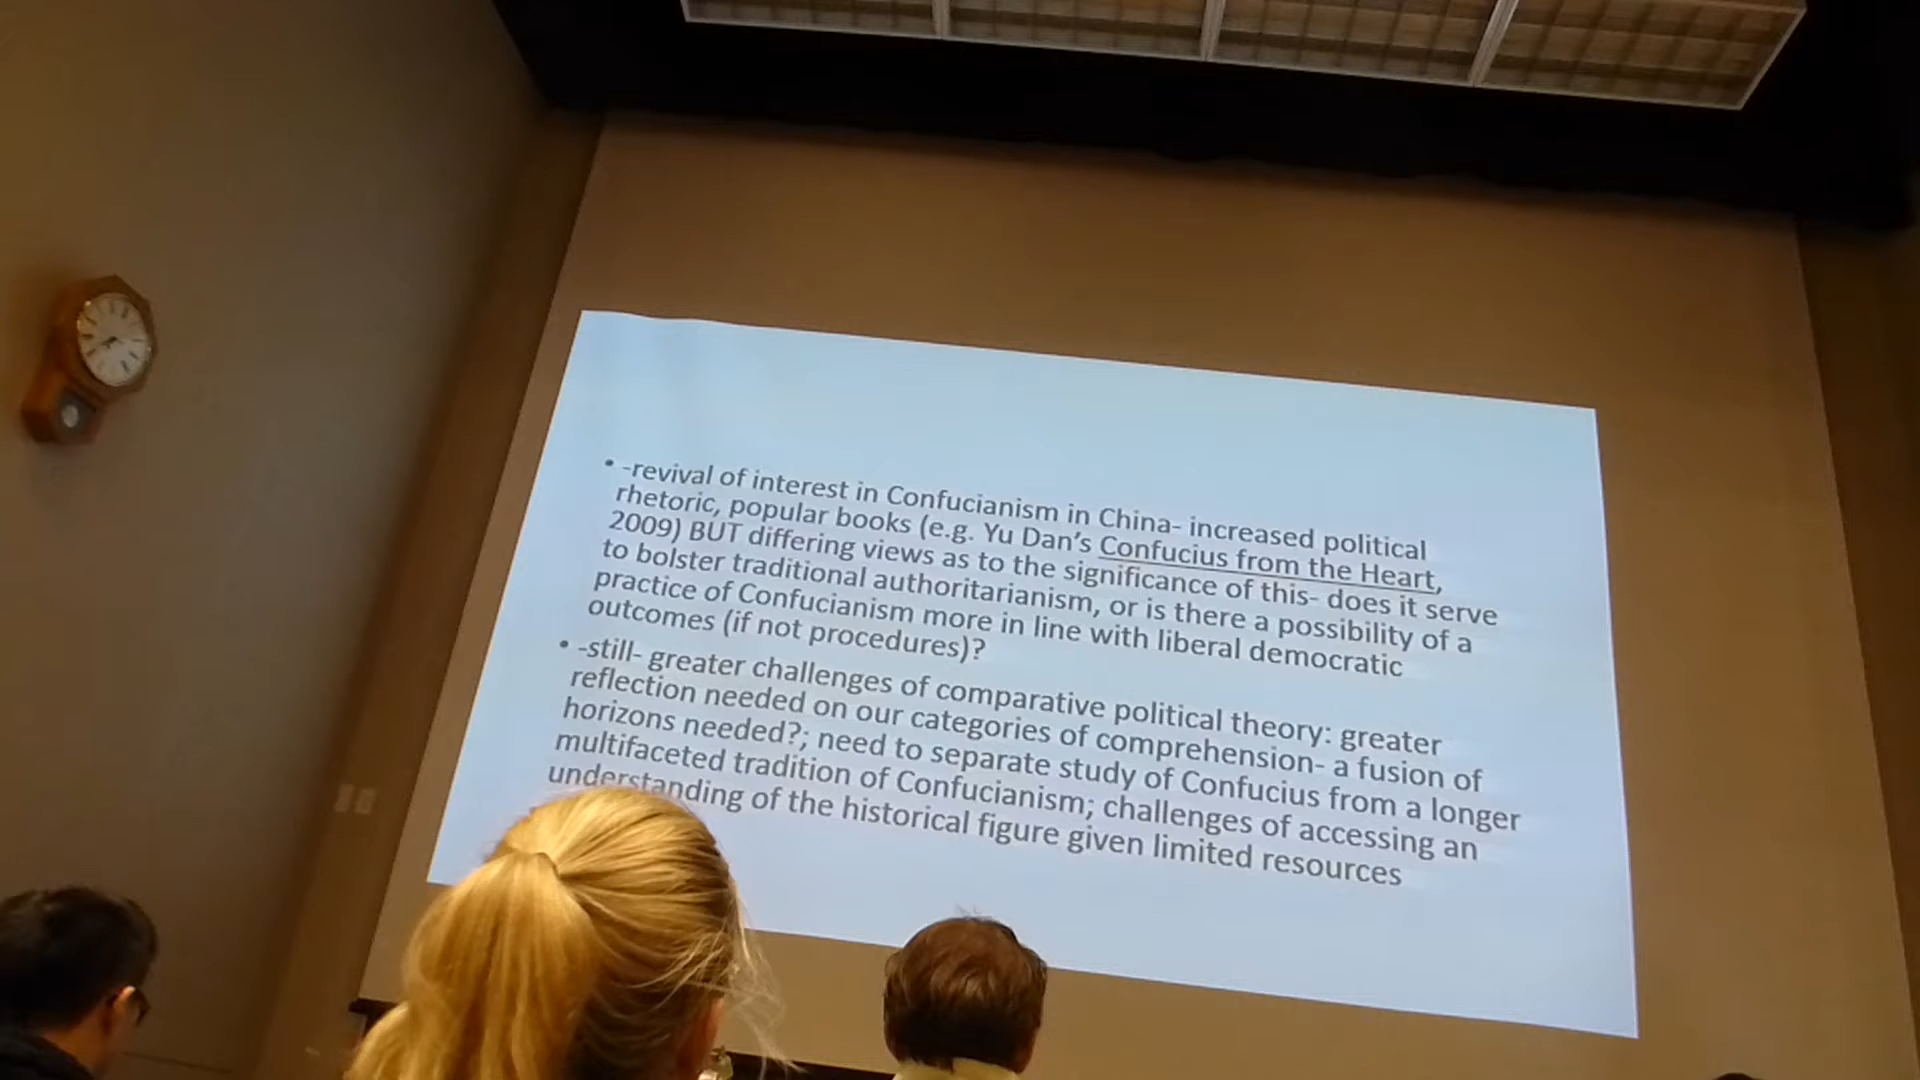 • -revival of interest in Confucianism in China- increased political
rhetoric, popular books (e.g. Yu Dan's Confucius from the Heart,
2009) BUT differing views as to the significance of this- does it serve
to bolster traditional authoritarianism, or is there a possibility of a
practice of Confucianism more in line with liberal democratic
outcomes (if not procedures)?
• -still- greater challenges of comparative political theory: greater
reflection needed on our categories of comprehension- a fusion of
horizons needed?; need to separate study of Confucius from a longer
multifaceted tradition of Confucianism; challenges of accessing an
understanding of the historical figure given limited resources